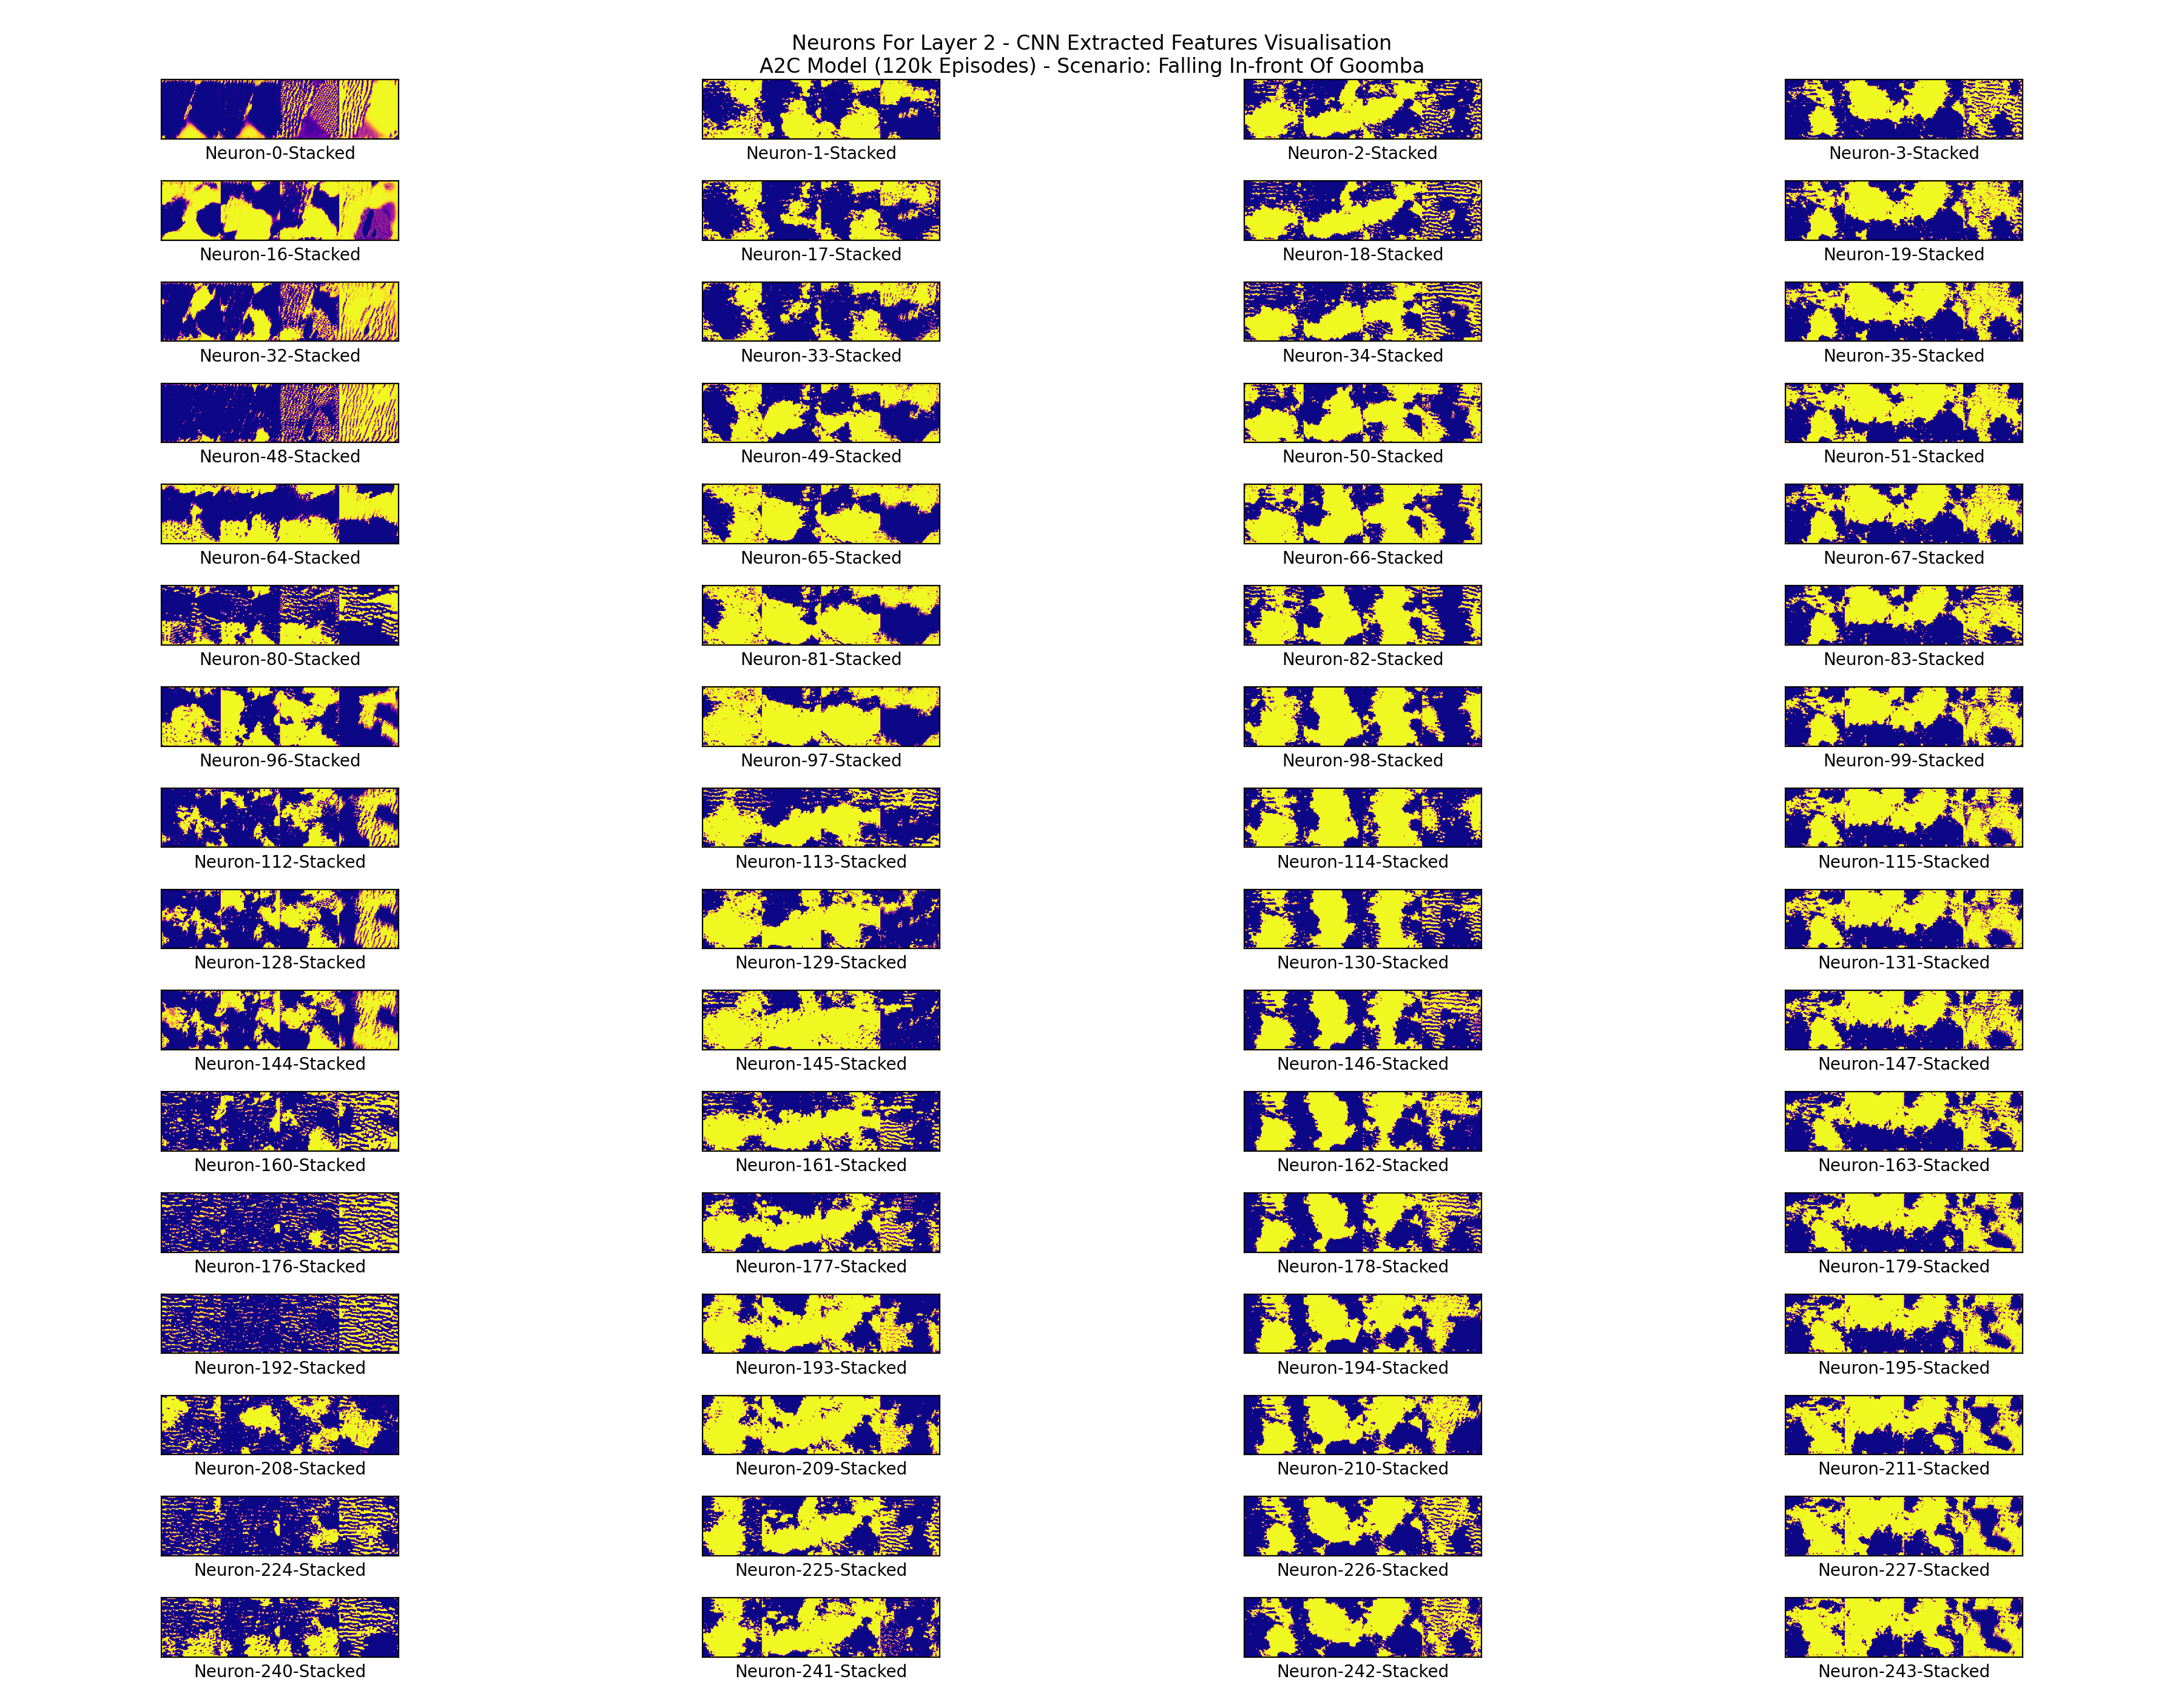 Neurons For Layer 2 - CNN Extracted Features Visualisation
A2C Model (120k Episodes) - Scenario: Falling In-front Of Goomba
Neuron-0-Stacked Neuron-1-Stacked Neuron-2-Stacked Neuron-3-Stacked
Neuron-16-Stacked Neuron-17-Stacked Neuron-18-Stacked Neuron-19-Stacked
Neuron-32-Stacked Neuron-33-Stacked Neuron-34-Stacked Neuron-35-Stacked
Neuron-48-Stacked Neuron-49-Stacked Neuron-50-Stacked Neuron-51-Stacked
Neuron-64-Stacked Neuron-65-Stacked Neuron-66-Stacked Neuron-67-Stacked
Neuron-80-Stacked Neuron-81-Stacked Neuron-82-Stacked Neuron-83-Stacked
Neuron-96-Stacked Neuron-97-Stacked Neuron-98-Stacked Neuron-99-Stacked
Neuron-112-Stacked Neuron-113-Stacked Neuron-114-Stacked Neuron-115-Stacked
Neuron-128-Stacked Neuron-129-Stacked Neuron-130-Stacked Neuron-131-Stacked
Neuron-144-Stacked Neuron-145-Stacked Neuron-146-Stacked Neuron-147-Stacked
Neuron-160-Stacked Neuron-161-Stacked Neuron-162-Stacked Neuron-163-Stacked
Neuron-176-Stacked Neuron-177-Stacked Neuron-178-Stacked Neuron-179-Stacked
Neuron-192-Stacked Neuron-193-Stacked Neuron-194-Stacked Neuron-195-Stacked
Neuron-208-Stacked Neuron-209-Stacked Neuron-210-Stacked Neuron-211-Stacked
Neuron-224-Stacked Neuron-225-Stacked Neuron-226-Stacked Neuron-227-Stacked
Neuron-240-Stacked Neuron-241-Stacked Neuron-242-Stacked Neuron-243-Stacked